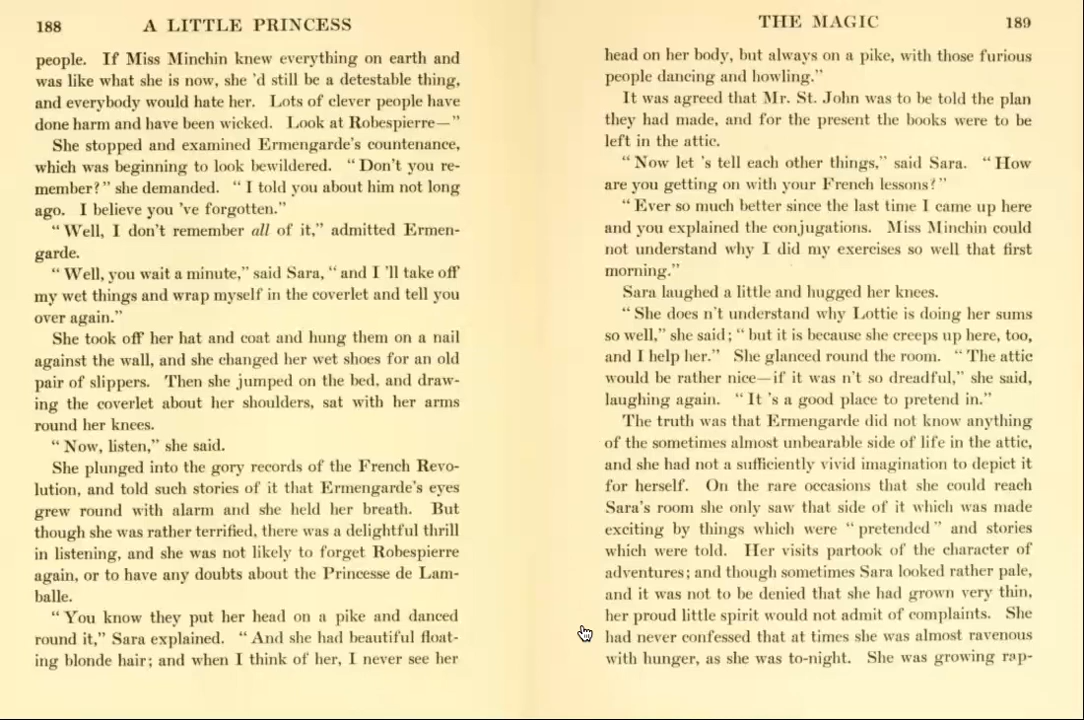 188 A LITTLE PRINCESS
people. If Miss Minchin knew everything on earth and
was like what she is now, she 'd still be a detestable thing,
and everybody would hate her. Lots of clever people have
done harm and have been wicked. Look at Robespierre—"
She stopped and examined Ermengarde's countenance,
which was beginning to look bewildered. "Don't you re-
member?" she demanded. "I told you about him not long
ago. I believe you 've forgotten."
"Well, I don't remember all of it," admitted Ermen-
garde.
"Well, you wait a minute," said Sara, "and I 'll take off
my wet things and wrap myself in the coverlet and tell you
over again."
She took off her hat and coat and hung them on a nail
against the wall, and she changed her wet shoes for an old
pair of slippers. Then she jumped on the bed, and draw-
ing the coverlet about her shoulders, sat with her arms
round her knees.
"Now, listen," she said.
She plunged into the gory records of the French Revo-
lution, and told such stories of it that Ermengarde's eyes
grew round with alarm and she held her breath. But
though she was rather terrified, there was a delightful thrill
in listening, and she was not likely to forget Robespierre
again, or to have any doubts about the Princesse de Lam-
balle.
"You know they put her head on a pike and danced
round it," Sara explained. "And she had beautiful float-
ing blonde hair; and when I think of her, I never see her
THE MAGIC 189
head on her body, but always on a pike, with those furious
people dancing and howling."
It was agreed that Mr. St. John was to be told the plan
they had made, and for the present the books were to be
left in the attic.
"Now let 's tell each other things," said Sara. "How
are you getting on with your French lessons?"
"Ever so much better since the last time I came up here
and you explained the conjugations. Miss Minchin could
not understand why I did my exercises so well that first
morning."
Sara laughed a little and hugged her knees.
"She does n't understand why Lottie is doing her sums
so well," she said; "but it is because she creeps up here, too,
and I help her." She glanced round the room. "The attic
would be rather nice—if it was n't so dreadful," she said,
laughing again. "It 's a good place to pretend in."
The truth was that Ermengarde did not know anything
of the sometimes almost unbearable side of life in the attic,
and she had not a sufficiently vivid imagination to depict it
for herself. On the rare occasions that she could reach
Sara's room she only saw that side of it which was made
exciting by things which were "pretended" and stories
which were told. Her visits partook of the character of
adventures; and though sometimes Sara looked rather pale,
and it was not to be denied that she had grown very thin,
her proud little spirit would not admit of complaints. She
had never confessed that at times she was almost ravenous
with hunger, as she was to-night. She was growing rap-